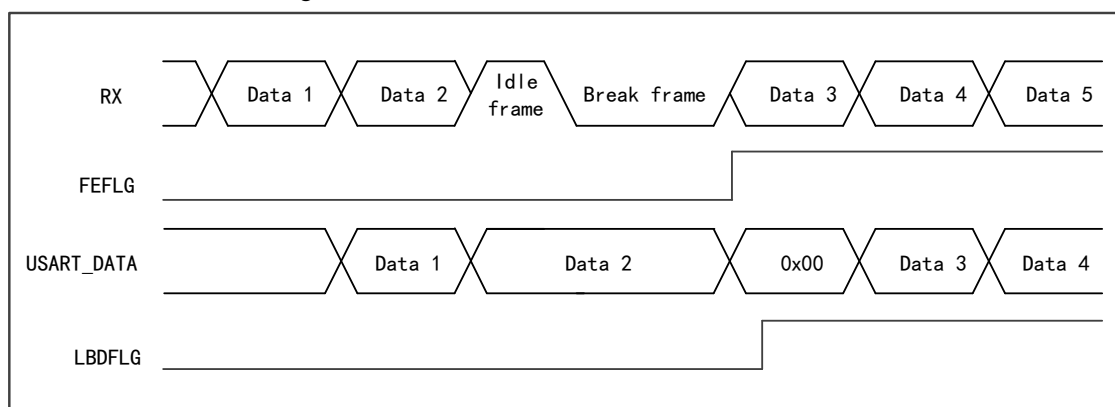 RX Data 1 Data 2 Idle frame Break frame Data 3 Data 4 Data 5
FEFLG
USART_DATA Data 1 Data 2 0x00 Data 3 Data 4
LBDFLG